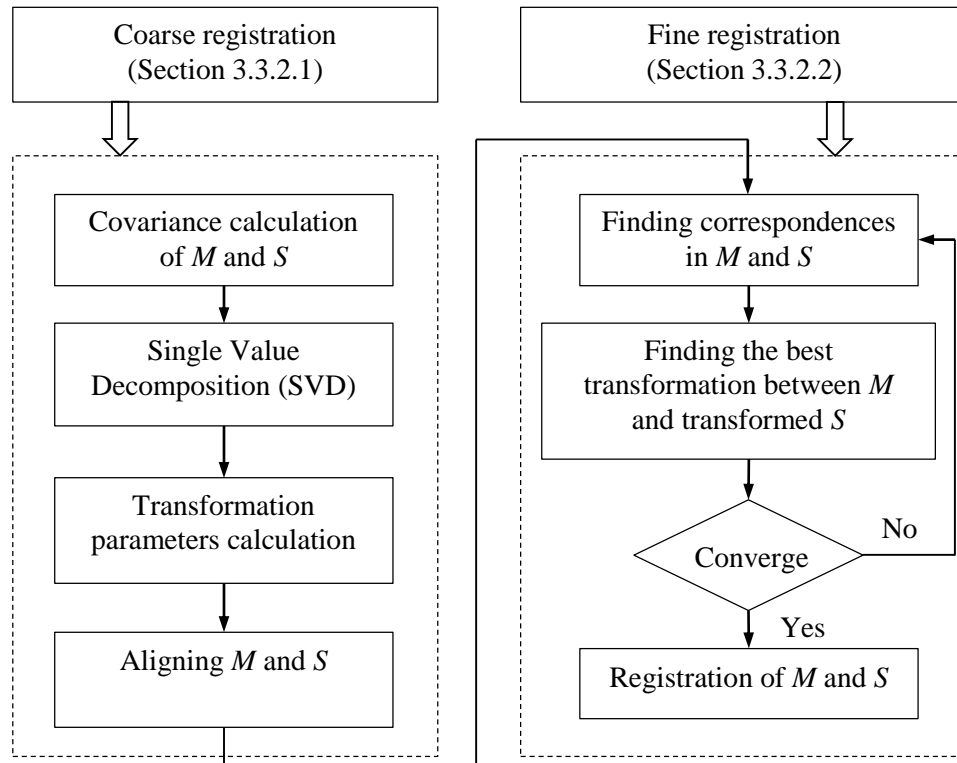 Coarse registration
(Section 3.3.2.1)
Covariance calculation
of M and S
Single Value
Decomposition (SVD)
Transformation
parameters calculation
Aligning M and S
Fine registration
(Section 3.3.2.2)
Finding correspondences
in M and S
Finding the best
transformation between M
and transformed S
Converge
No
Yes
Registration of M and S